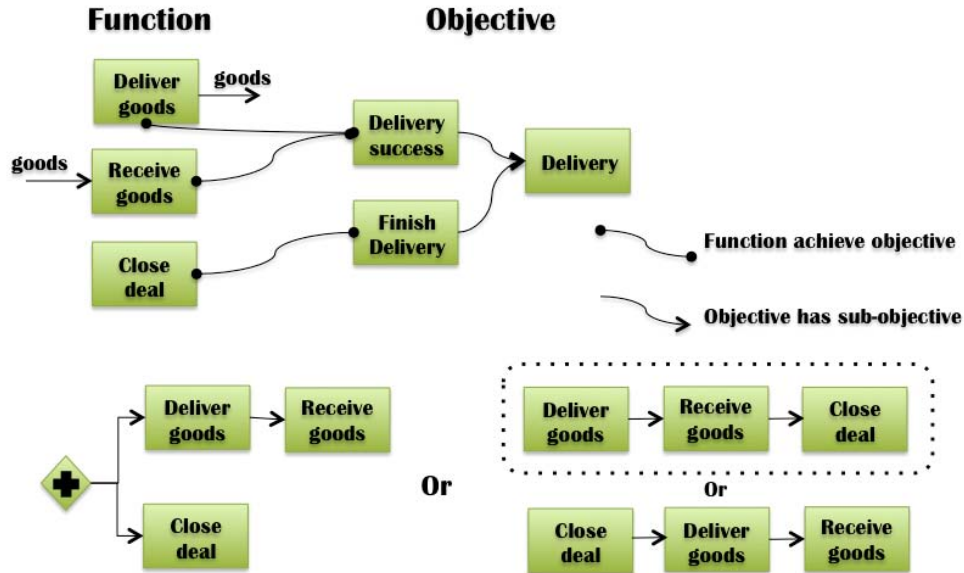 Function
Objective
Deliver
goods
goods
Delivery
success
Delivery
goods
Receive
goods
Finish
Delivery
Close
deal
Function achieve objective
Objective has sub-objective
Deliver
goods
Receive
goods
Close
deal
Or
Deliver
goods
Receive
goods
Close
deal
Or
Close
deal
Deliver
goods
Receive
goods